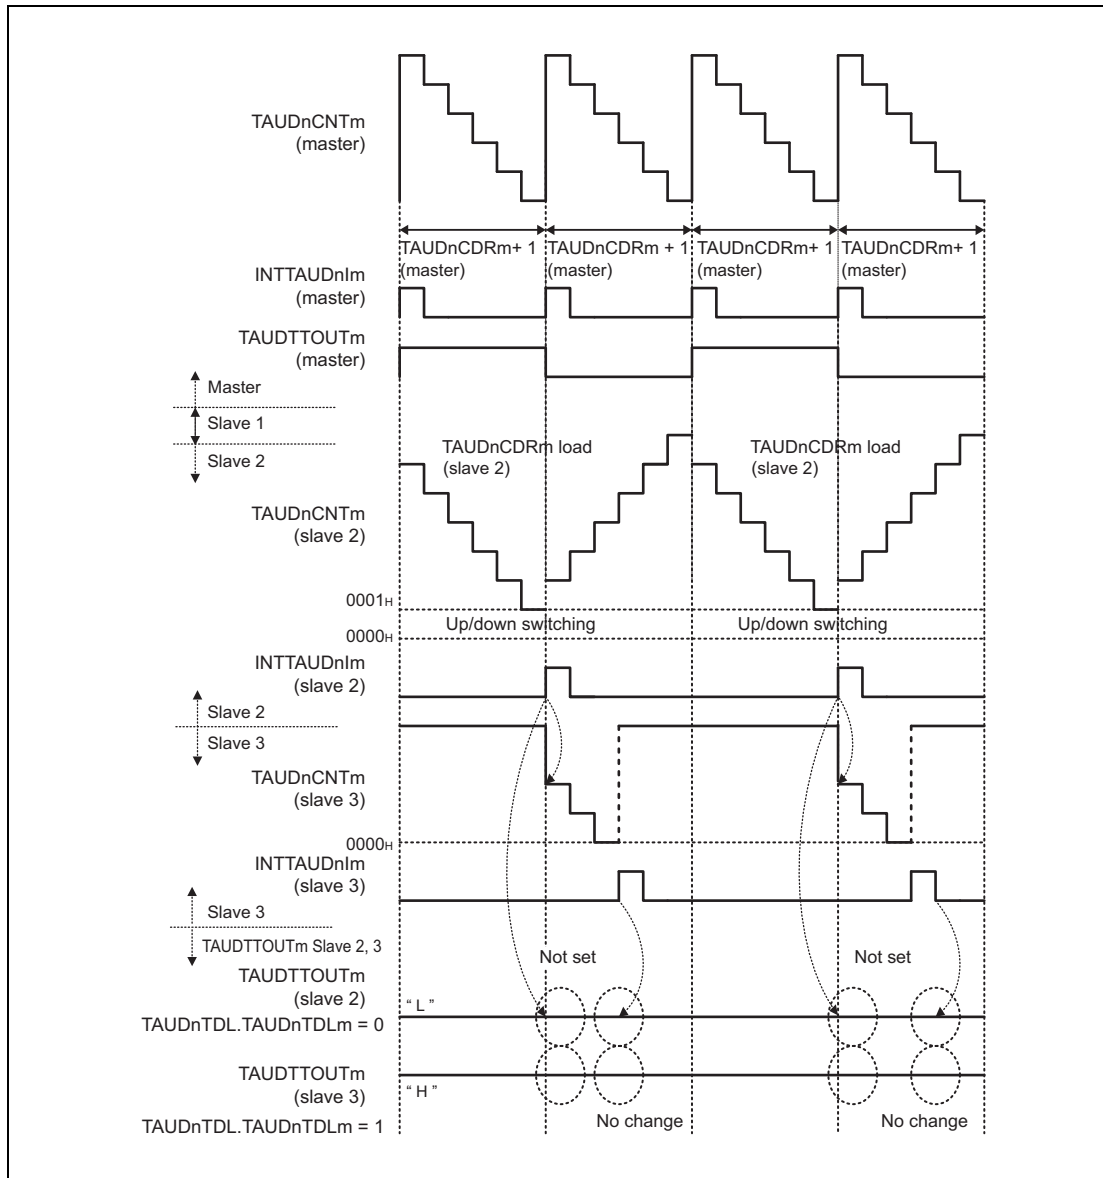 TAUDnCNTm
(master)
TAUDnCDRm+ 1
(master)
TAUDnCDRm + 1
(master)
TAUDnCDRm+ 1
(master)
TAUDnCDRm+ 1
(master)
INTTAUDnIm
(master)
TAUDTTOUTm
(master)
Master
Slave 1
Slave 2
TAUDnCDRm load
(slave 2)
TAUDnCDRm load
(slave 2)
TAUDnCNTm
(slave 2)
0001H
Up/down switching
Up/down switching
0000H
INTTAUDnIm
(slave 2)
Slave 2
Slave 3
TAUDnCNTm
(slave 3)
0000H
INTTAUDnIm
(slave 3)
Slave 3
TAUDTTOUTm Slave 2, 3
Not set
Not set
TAUDTTOUTm
(slave 2)
“ L ”
TAUDnTDL.TAUDnTDLm = 0
TAUDTTOUTm
(slave 3)
“ H ”
No change
No change
TAUDnTDL.TAUDnTDLm = 1